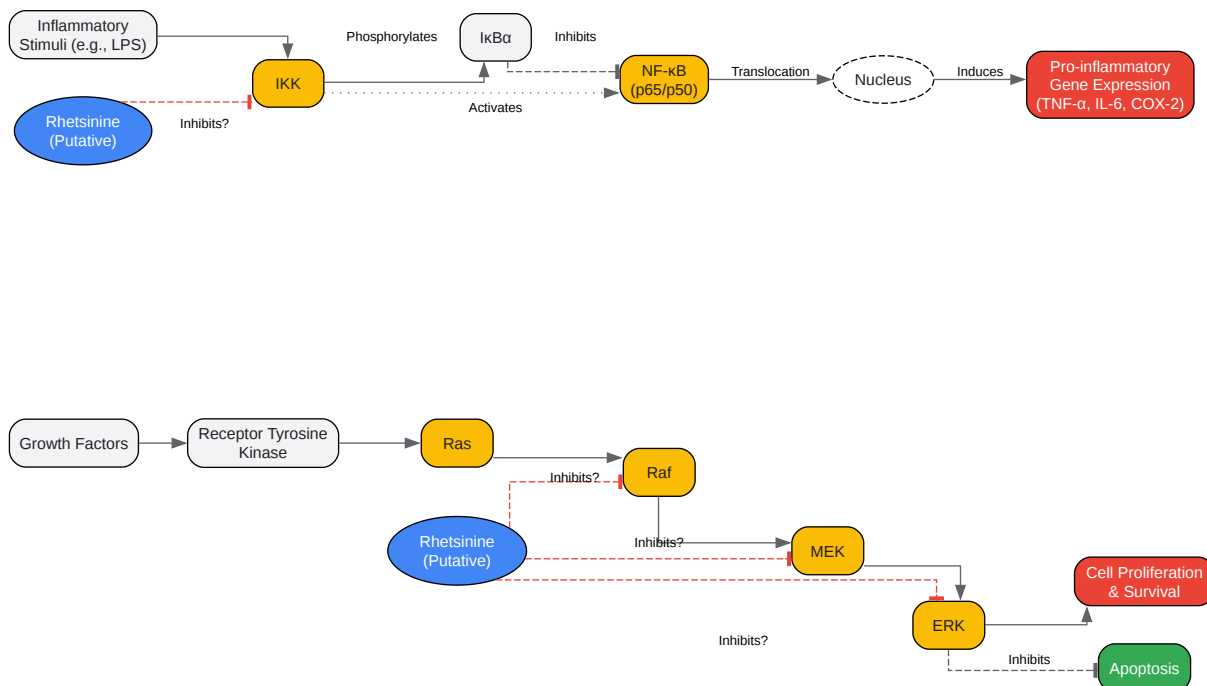 Inflammatory
Stimuli (e.g., LPS)
Phosphorylates
IκBα
Inhibits
IKK
NF-κB
(p65/p50)
Translocation
Nucleus
Induces
Pro-inflammatory
Gene Expression
(TNF-α, IL-6, COX-2)
Activates
Rhetsinine
(Putative)
Inhibits?
Growth Factors
Receptor Tyrosine
Kinase
Ras
Raf
Inhibits?
Rhetsinine
(Putative)
Inhibits?
MEK
Cell Proliferation
& Survival
ERK
Inhibits?
Inhibits
Apoptosis